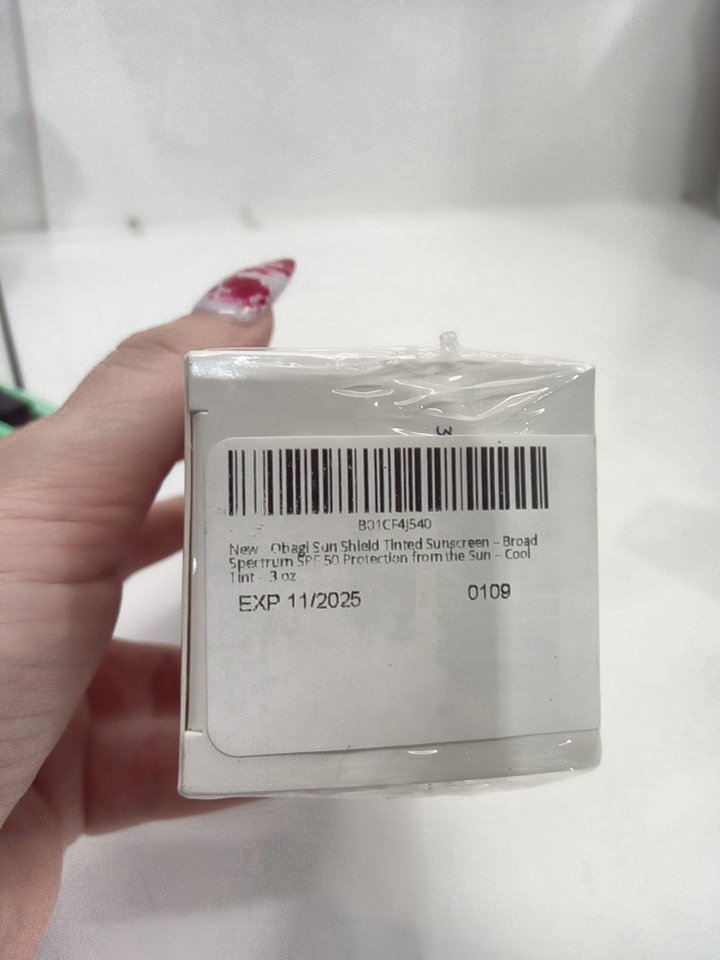 3
B01CF4J540
New Obagi Sun Shield Tinted Sunscreen - Broad
Spectrum SPF 50 Protection from the Sun - Cool
Tint - 3 oz
EXP 11/2025 0109